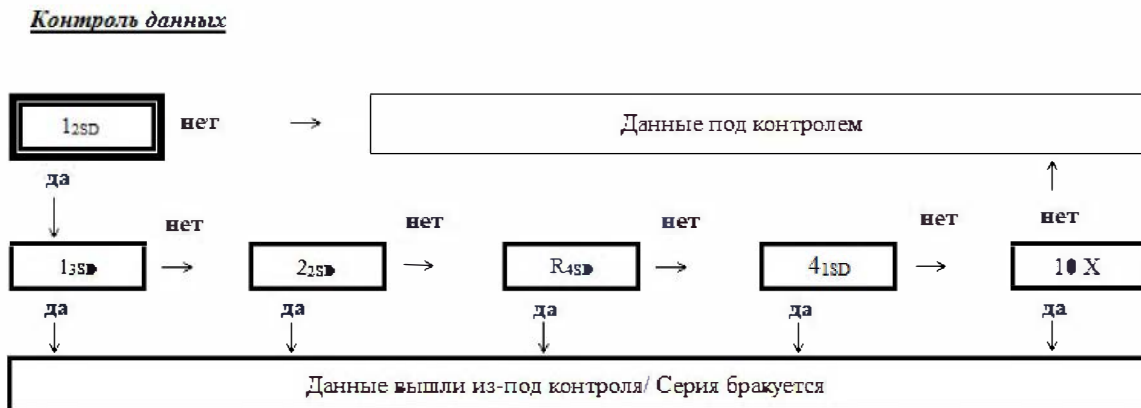 Контроль данных
1₂SD нет → Данные под контролем
да
нет нет нет нет нет
1₃SD → 2₂SD → R₄SD → 4₁SD → 10 X
да да да да да
Данные вышли из-под контроля/ Серия бракуется